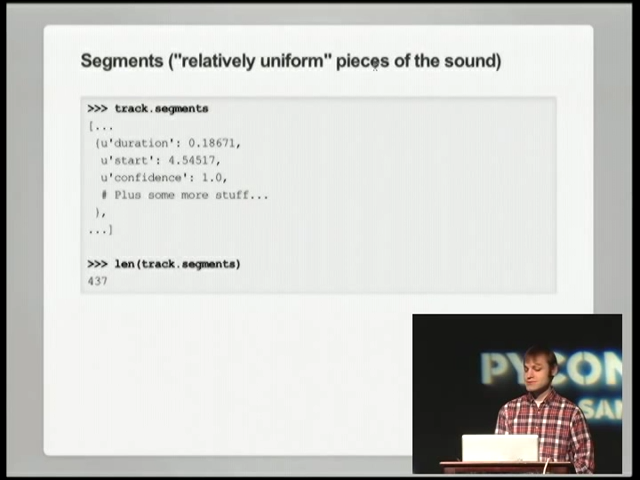 Segments ("relatively uniform" pieces of the sound)
>>> track.segments
[...
{u'duration': 0.18671,
u'start': 4.54517,
u'confidence': 1.0,
# Plus some more stuff...
},
...]
>>> len(track.segments)
437
PYCON
SAN